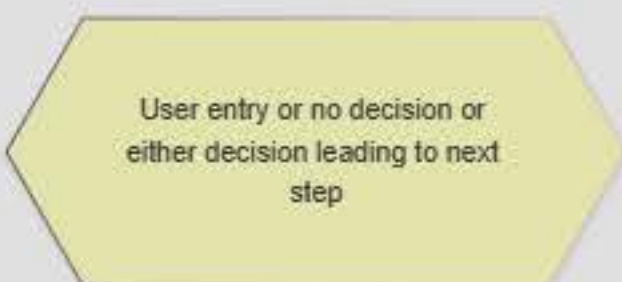 User entry or no decision or
either decision leading to next
step